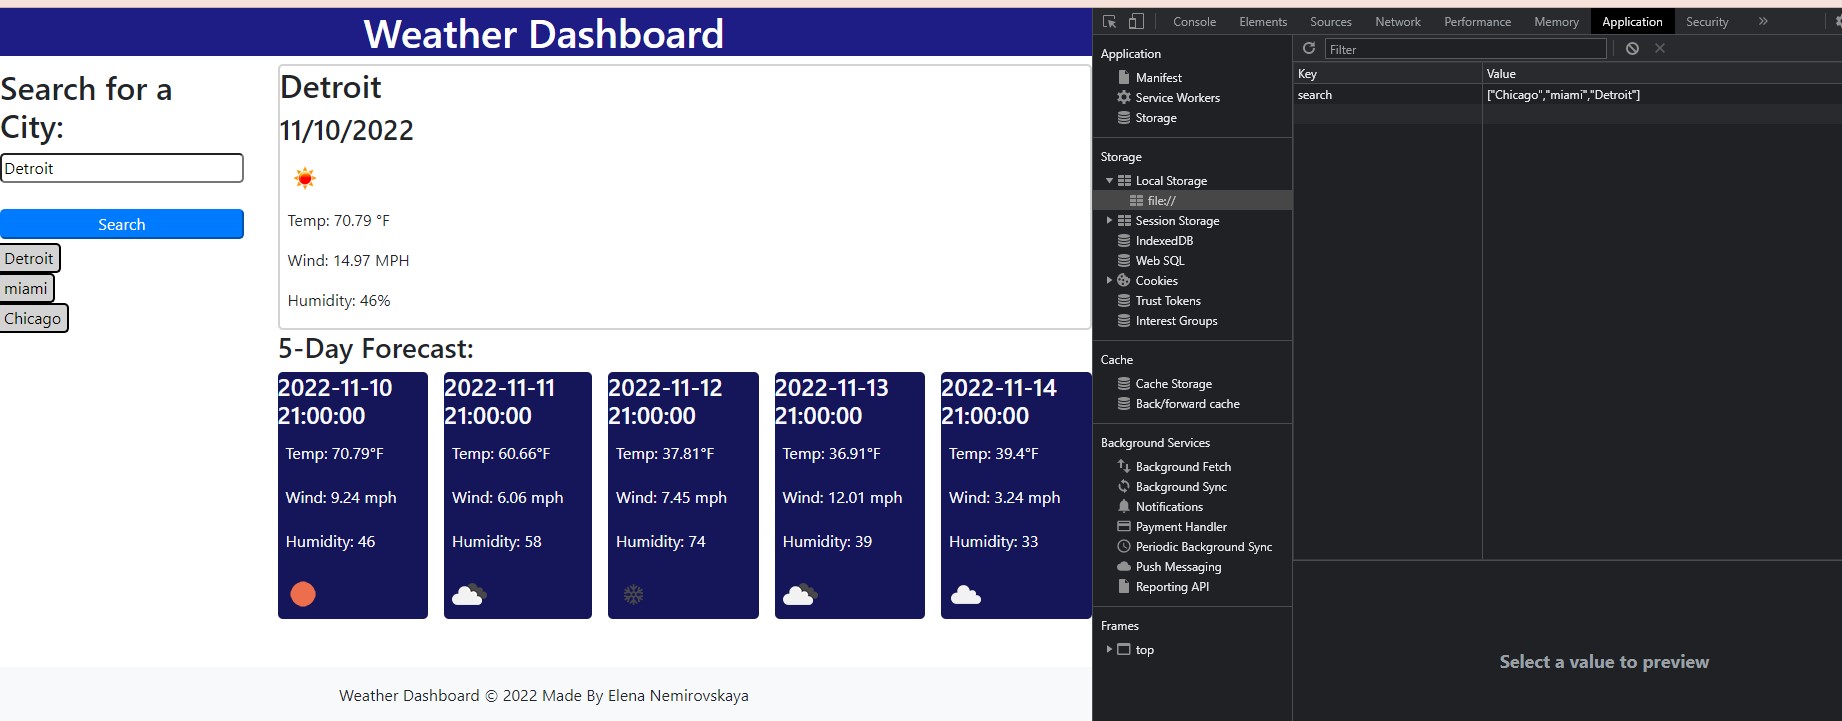 Weather Dashboard
Search for a
City:
Detroit
Search
Detroit
miami
Chicago
Detroit
11/10/2022
Temp: 70.79 °F
Wind: 14.97 MPH
Humidity: 46%
5-Day Forecast:
2022-11-10
21:00:00
Temp: 70.79°F
Wind: 9.24 mph
Humidity: 46
2022-11-11
21:00:00
Temp: 60.66°F
Wind: 6.06 mph
Humidity: 58
2022-11-12
21:00:00
Temp: 37.81°F
Wind: 7.45 mph
Humidity: 74
2022-11-13
21:00:00
Temp: 36.91°F
Wind: 12.01 mph
Humidity: 39
2022-11-14
21:00:00
Temp: 39.4°F
Wind: 3.24 mph
Humidity: 33
Weather Dashboard © 2022 Made By Elena Nemirovskaya
Console Elements Sources Network Performance Memory Application Security »
Application
Manifest
Service Workers
Storage
Storage
Local Storage
file://
Session Storage
IndexedDB
Web SQL
Cookies
Trust Tokens
Interest Groups
Cache
Cache Storage
Back/forward cache
Background Services
Background Fetch
Background Sync
Notifications
Payment Handler
Periodic Background Sync
Push Messaging
Reporting API
Frames
top
Filter
Key Value
search ["Chicago","miami","Detroit"]
Select a value to preview